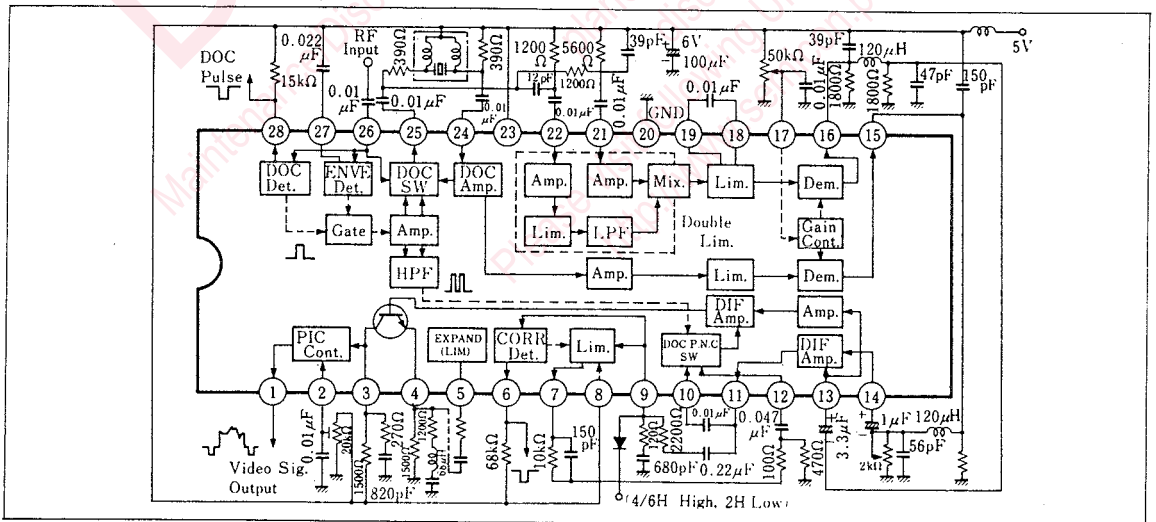 DOC Pulse
0.022 μF
15kΩ
RF Input
0.01 μF
390Ω
0.01μF
390Ω
0.01 μF
1200 Ω
5600 Ω
12pF
1200Ω
0.01μF
0.01μF
39pF
6V
100μF
GND
0.01μF
50kΩ
0.01μF
39pF
120μH
1800Ω
1800Ω
47pF
150 pF
5V
28 27 26 25 24 23 22 21 20 19 18 17 16 15
DOC Det.
ENVE Det.
DOC SW
DOC Amp.
Amp.
Amp.
Mix.
Lim.
Dem.
Gate
Amp.
Lim.
LPF
Double Lim.
Gain Cont.
HPF
Amp.
Lim.
Dem.
PIC Cont.
EXPAND (LIM)
CORR Det.
Lim.
DOC P.N.C SW
DIF Amp.
Amp.
DIF Amp.
1 2 3 4 5 6 7 8 9 10 11 12 13 14
Video Sig. Output
0.01μF
20kΩ
1500Ω
270Ω
820pF
1500Ω
1200Ω
68μH
68kΩ
10kΩ
150 pF
120Ω
680pF
2200Ω
0.01μF
0.22μF
0.047 μF
100Ω
470Ω
3.3μF
1μF
2kΩ
56pF
120μH
(4/6H High, 2H Low)